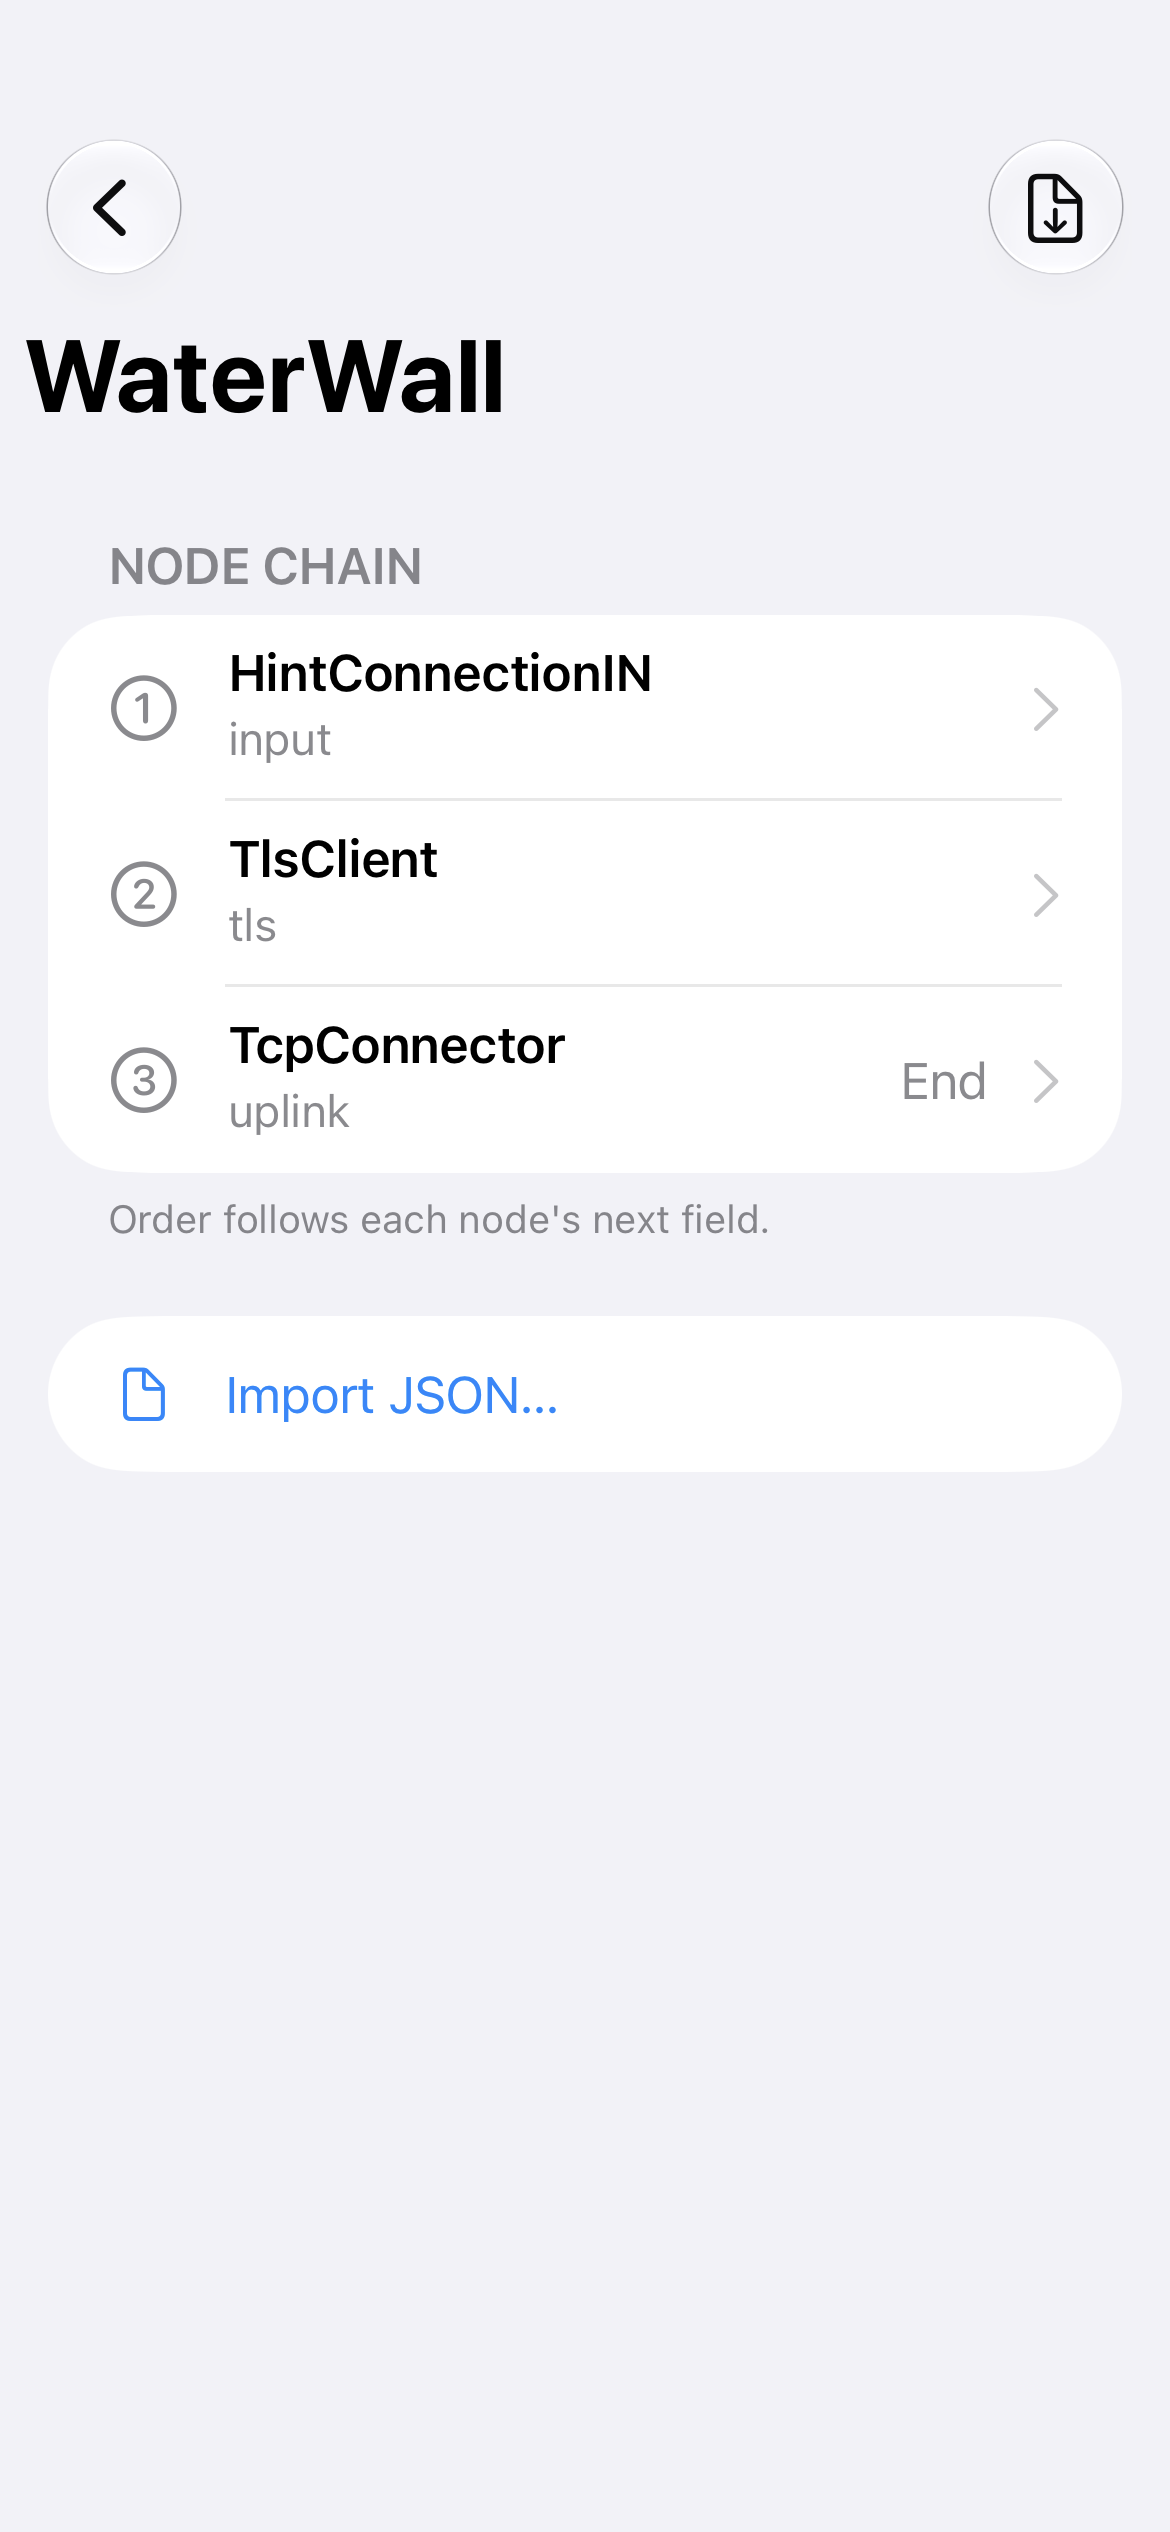 WaterWall
NODE CHAIN
1
HintConnectionIN
input
2
TlsClient
tls
3
TcpConnector
uplink
End
Order follows each node's next field.
Import JSON...